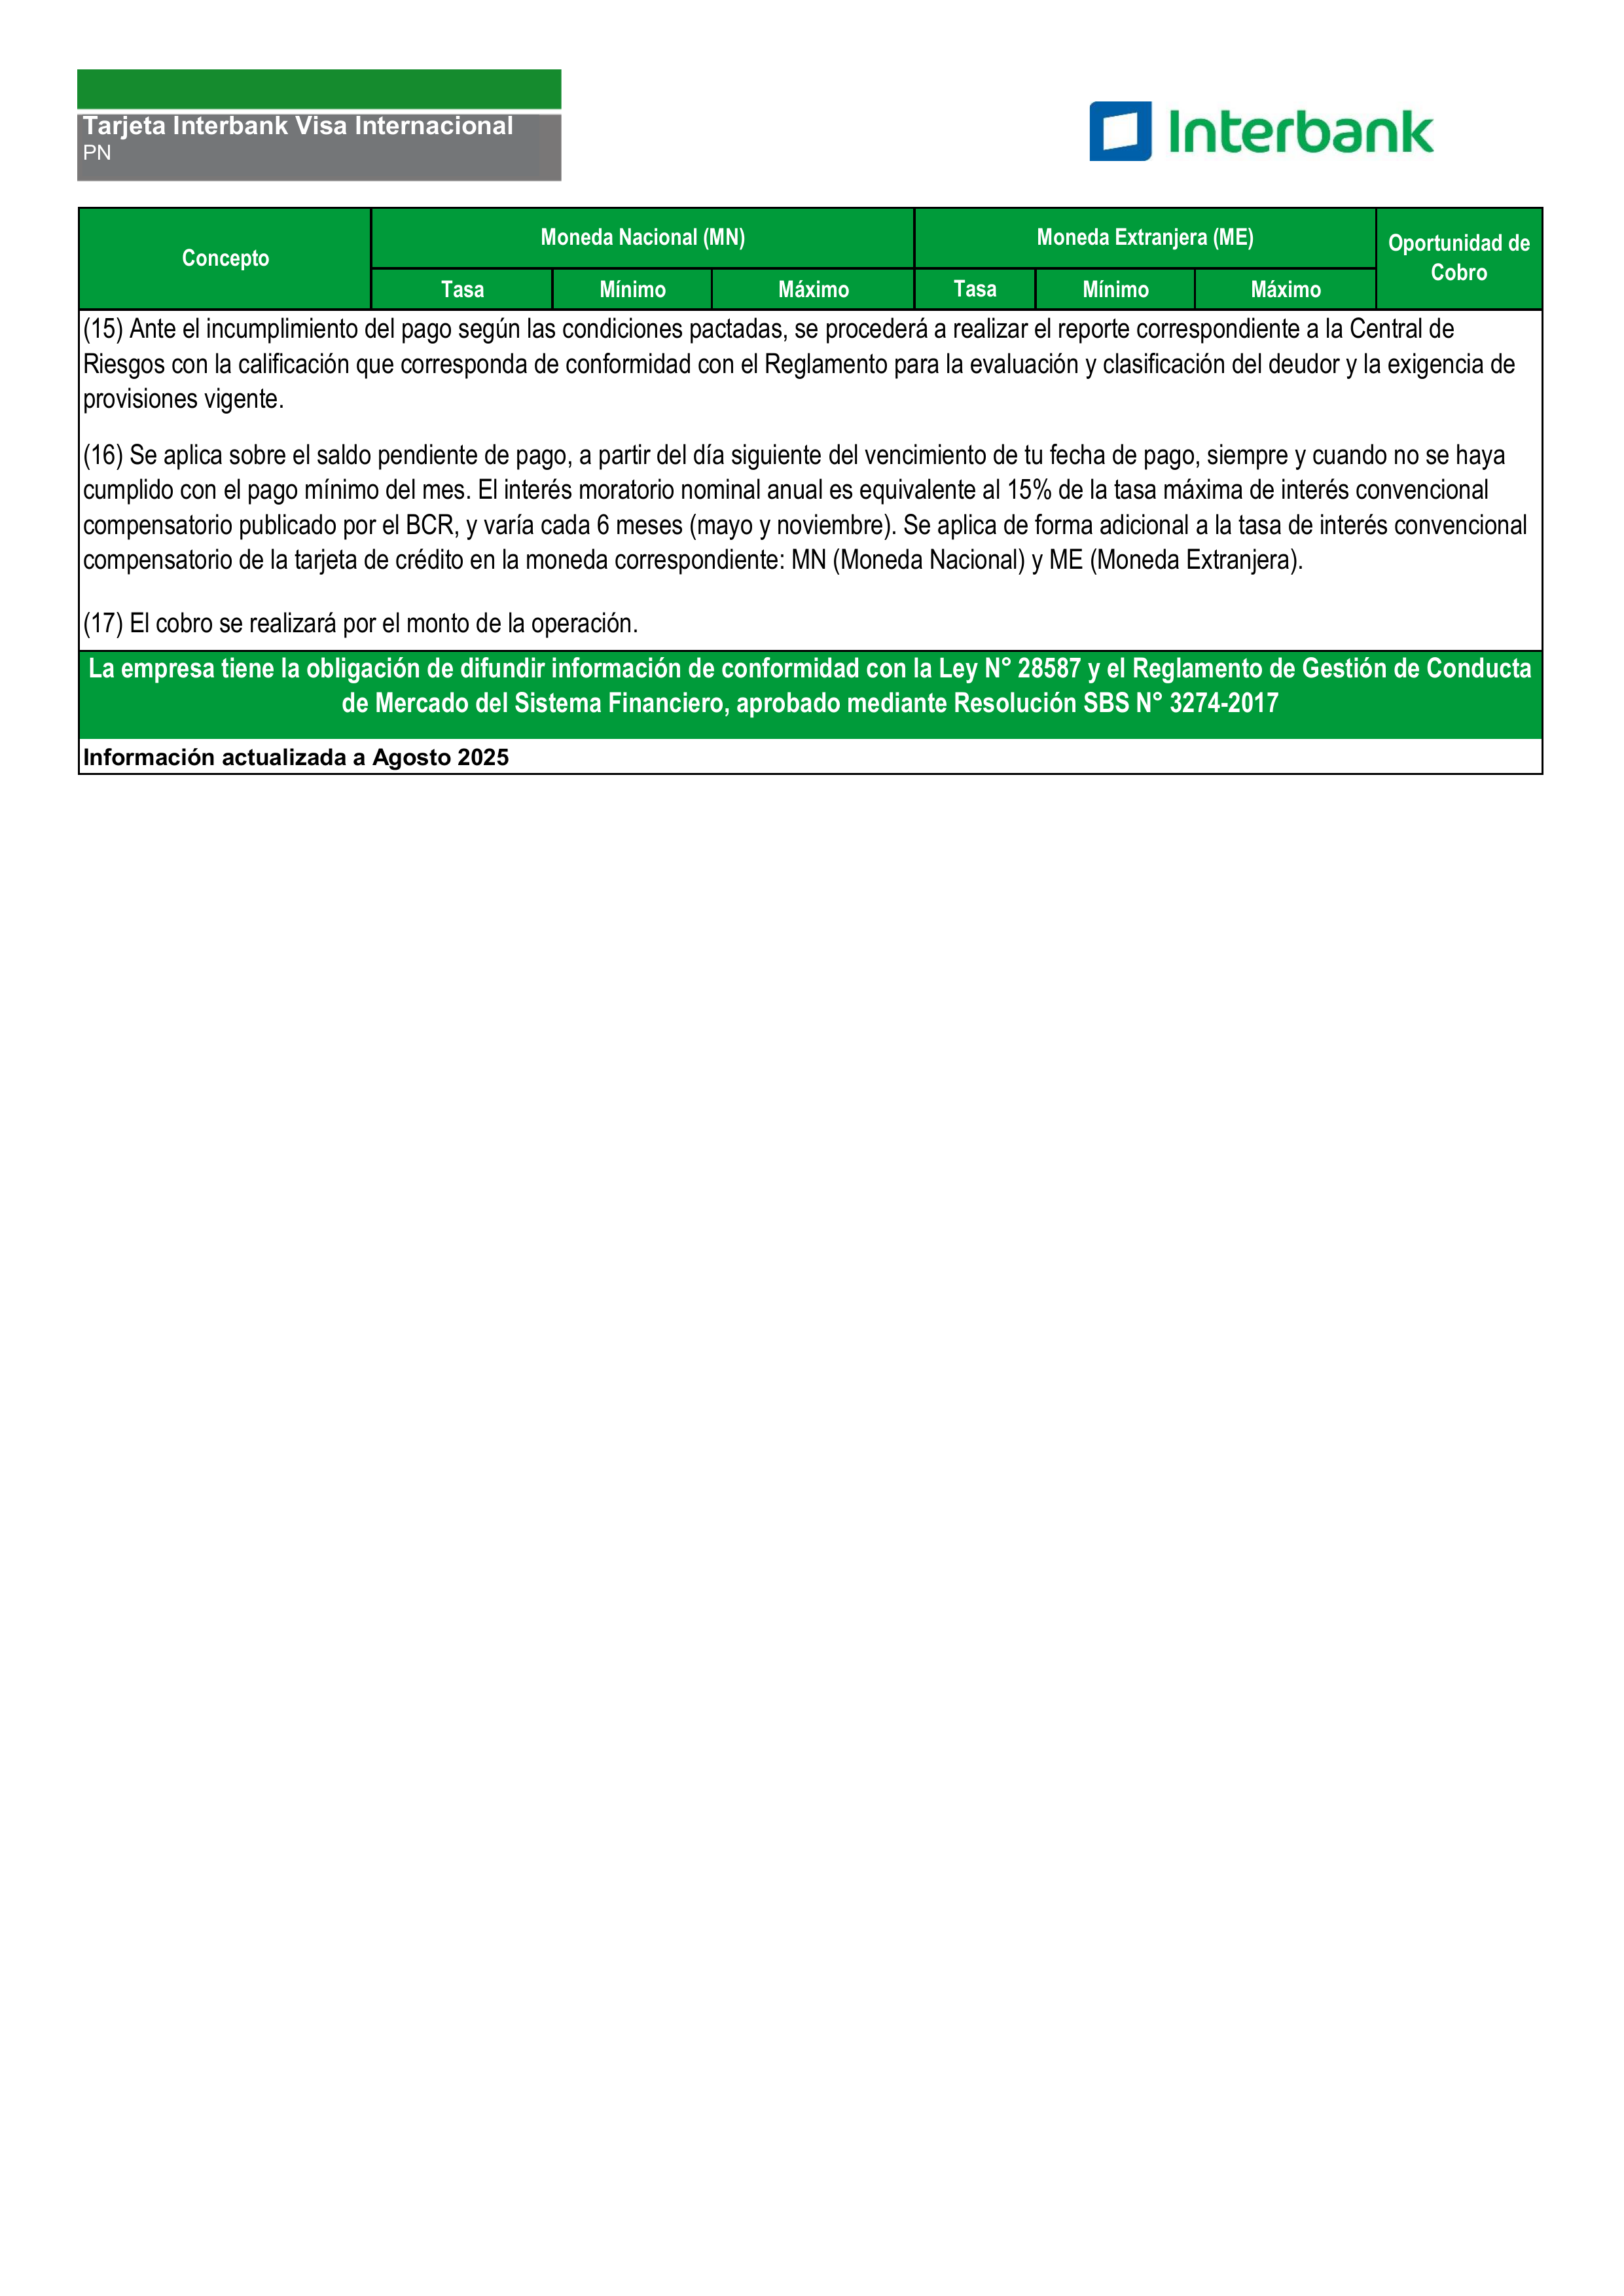 Tarjeta Interbank Visa Internacional
PN
Interbank
Concepto
Moneda Nacional (MN)
Moneda Extranjera (ME)
Oportunidad de
Cobro
Tasa
Mínimo
Máximo
Tasa
Mínimo
Máximo
(15) Ante el incumplimiento del pago según las condiciones pactadas, se procederá a realizar el reporte correspondiente a la Central de
Riesgos con la calificación que corresponda de conformidad con el Reglamento para la evaluación y clasificación del deudor y la exigencia de
provisiones vigente.
(16) Se aplica sobre el saldo pendiente de pago, a partir del día siguiente del vencimiento de tu fecha de pago, siempre y cuando no se haya
cumplido con el pago mínimo del mes. El interés moratorio nominal anual es equivalente al 15% de la tasa máxima de interés convencional
compensatorio publicado por el BCR, y varía cada 6 meses (mayo y noviembre). Se aplica de forma adicional a la tasa de interés convencional
compensatorio de la tarjeta de crédito en la moneda correspondiente: MN (Moneda Nacional) y ME (Moneda Extranjera).
(17) El cobro se realizará por el monto de la operación.
La empresa tiene la obligación de difundir información de conformidad con la Ley N° 28587 y el Reglamento de Gestión de Conducta
de Mercado del Sistema Financiero, aprobado mediante Resolución SBS N° 3274-2017
Información actualizada a Agosto 2025